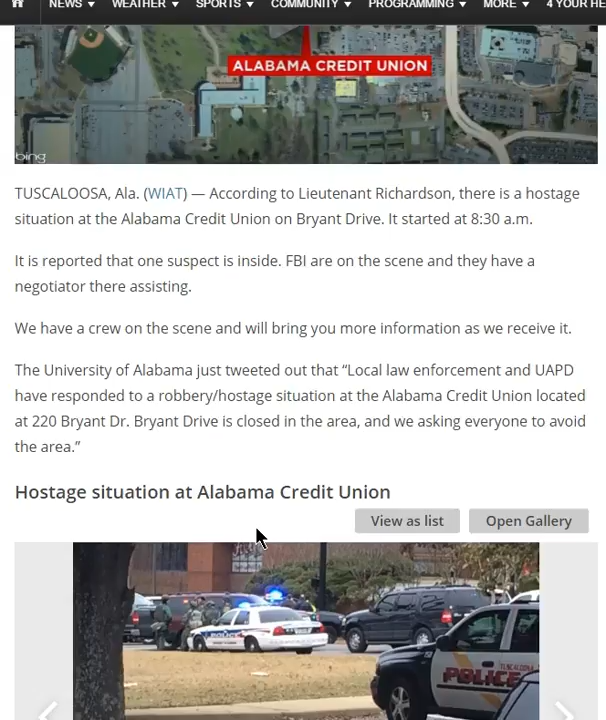 NEWS WEATHER SPORTS COMMUNITY PROGRAMMING MORE 4 YOUR HE
ALABAMA CREDIT UNION
bing
TUSCALOOSA, Ala. (WIAT) — According to Lieutenant Richardson, there is a hostage
situation at the Alabama Credit Union on Bryant Drive. It started at 8:30 a.m.
It is reported that one suspect is inside. FBI are on the scene and they have a
negotiator there assisting.
We have a crew on the scene and will bring you more information as we receive it.
The University of Alabama just tweeted out that “Local law enforcement and UAPD
have responded to a robbery/hostage situation at the Alabama Credit Union located
at 220 Bryant Dr. Bryant Drive is closed in the area, and we asking everyone to avoid
the area.”
Hostage situation at Alabama Credit Union
View as list Open Gallery
POLICE
TUSCALOOSA
POLICE